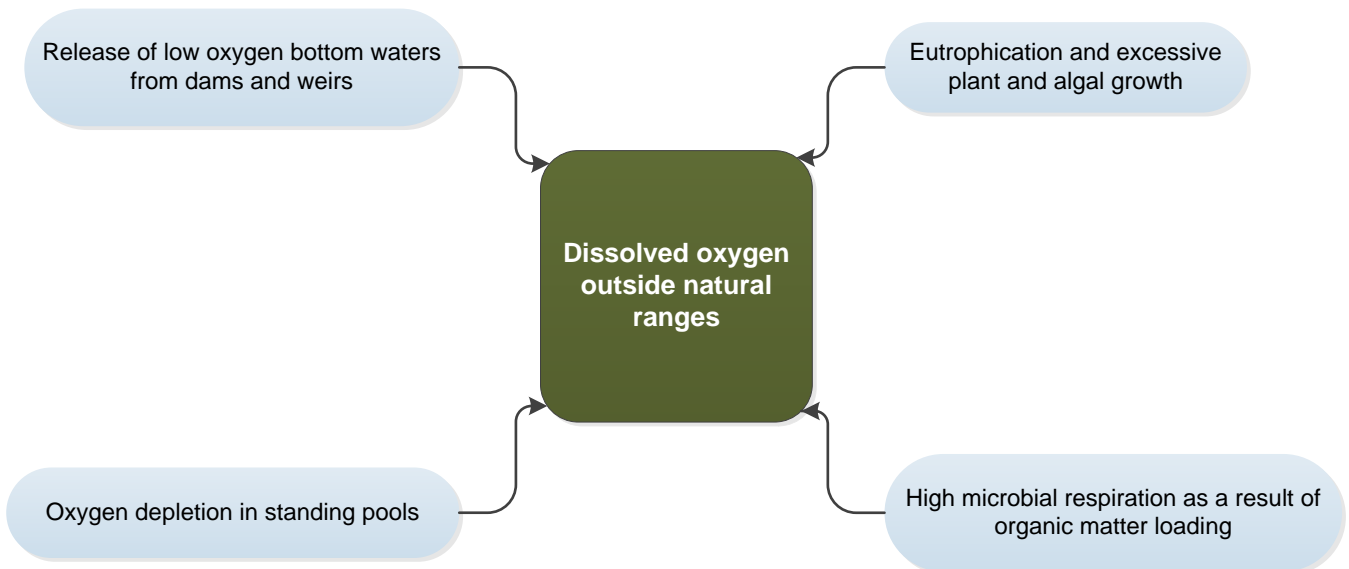 Release of low oxygen bottom waters
from dams and weirs
Eutrophication and excessive
plant and algal growth
Dissolved oxygen
outside natural
ranges
Oxygen depletion in standing pools
High microbial respiration as a result of
organic matter loading